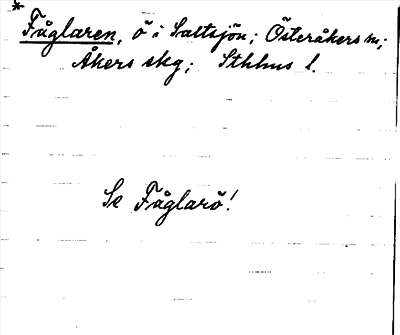 * Fåglaren, ö i Saltsjön; Österåkers sn;
Åkers skg; Sthlms l.
Se Fåglarö!